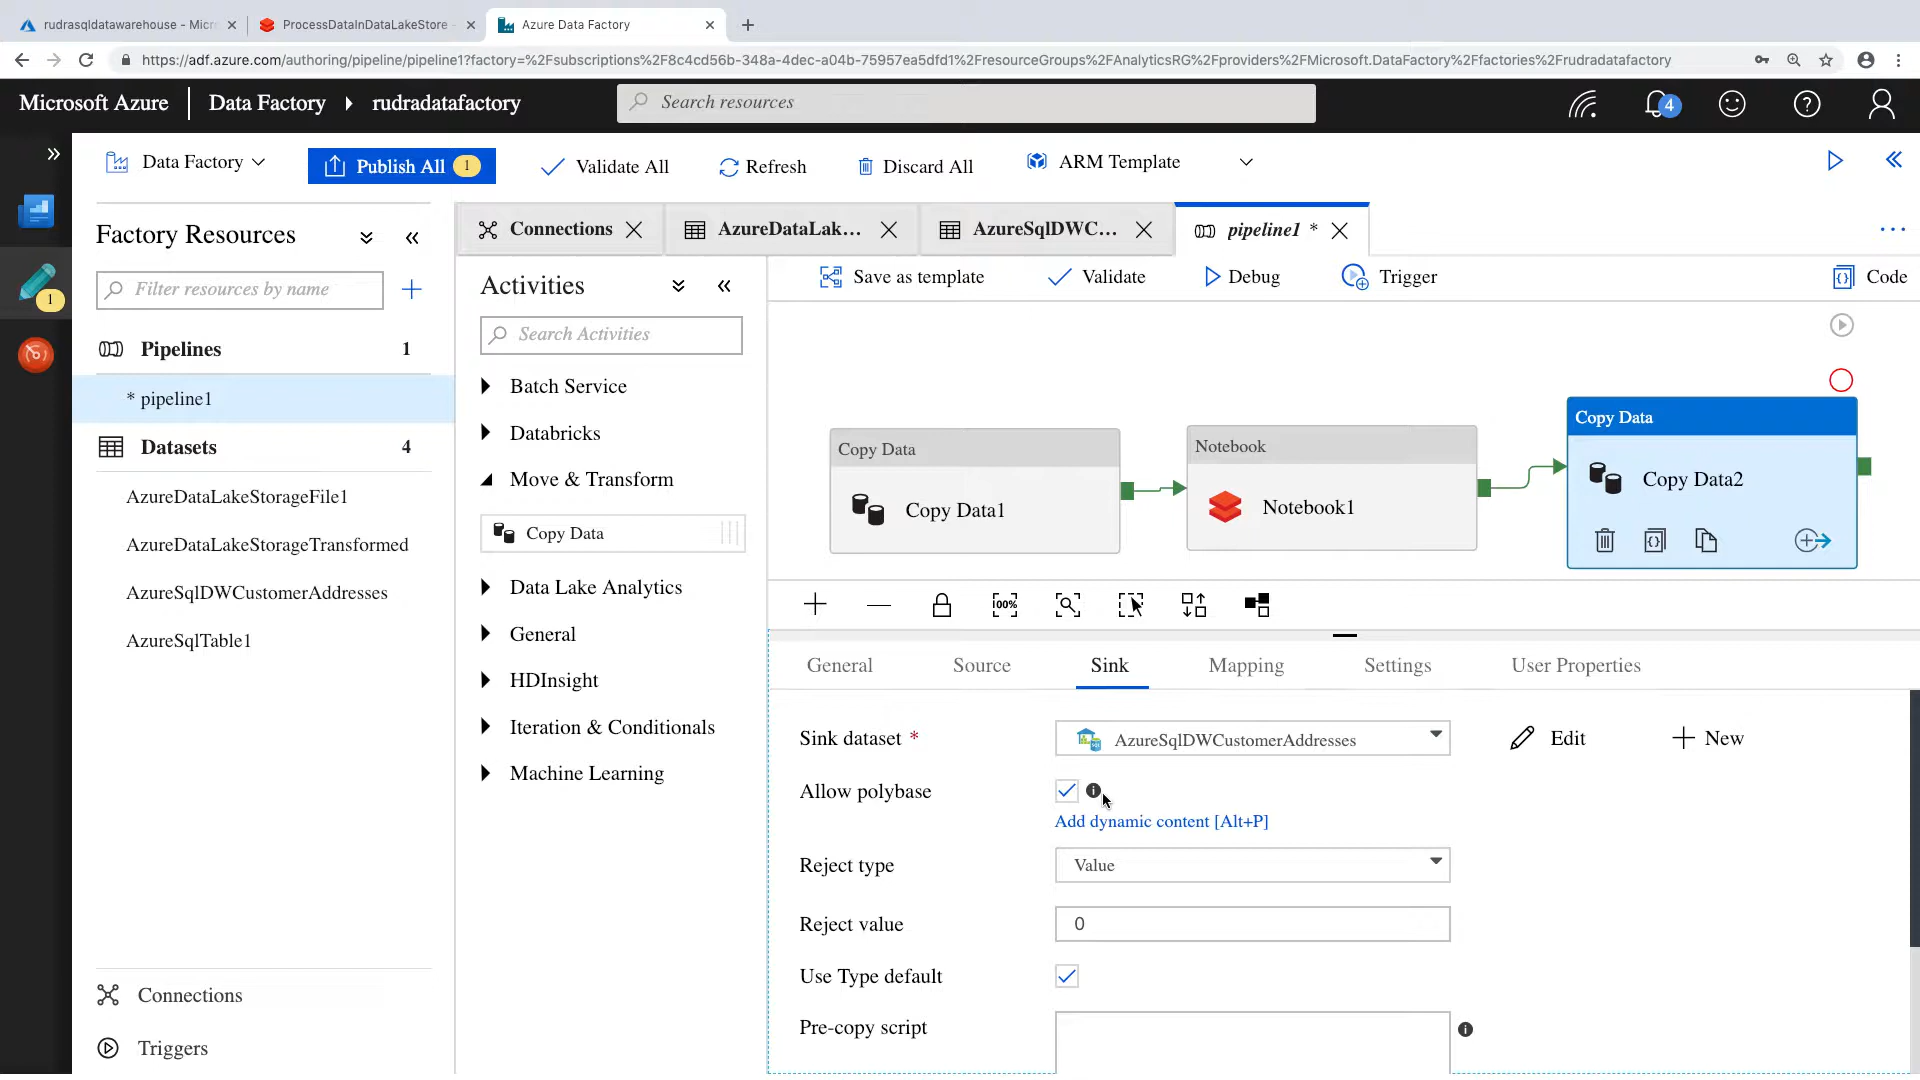 rudrasqldatawarehouse - Micr
ProcessDataInDataLakeStore -
Azure Data Factory
https://adf.azure.com/authoring/pipeline/pipeline1?factory=%2Fsubscriptions%2F8c4cd56b-348a-4dec-a04b-75957ea5dfd1%2FresourceGroups%2FAnalyticsRG%2Fproviders%2FMicrosoft.DataFactory%2Ffactories%2Frudradatafactory
Microsoft Azure
Data Factory
rudradatafactory
Search resources
4
Data Factory
Publish All 1
Validate All
Refresh
Discard All
ARM Template
Factory Resources
Filter resources by name
1
Pipelines 1
* pipeline1
Datasets 4
AzureDataLakeStorageFile1
AzureDataLakeStorageTransformed
AzureSqlDWCustomerAddresses
AzureSqlTable1
Connections
Triggers
Connections
AzureDataLak...
AzureSqlDWC...
pipeline1 *
Activities
Search Activities
Batch Service
Databricks
Move & Transform
Copy Data
Data Lake Analytics
General
HDInsight
Iteration & Conditionals
Machine Learning
Save as template
Validate
Debug
Trigger
Code
Copy Data
Copy Data1
Notebook
Notebook1
Copy Data
Copy Data2
100%
General
Source
Sink
Mapping
Settings
User Properties
Sink dataset *
AzureSqlDWCustomerAddresses
Edit
New
Allow polybase
Add dynamic content [Alt+P]
Reject type
Value
Reject value
0
Use Type default
Pre-copy script